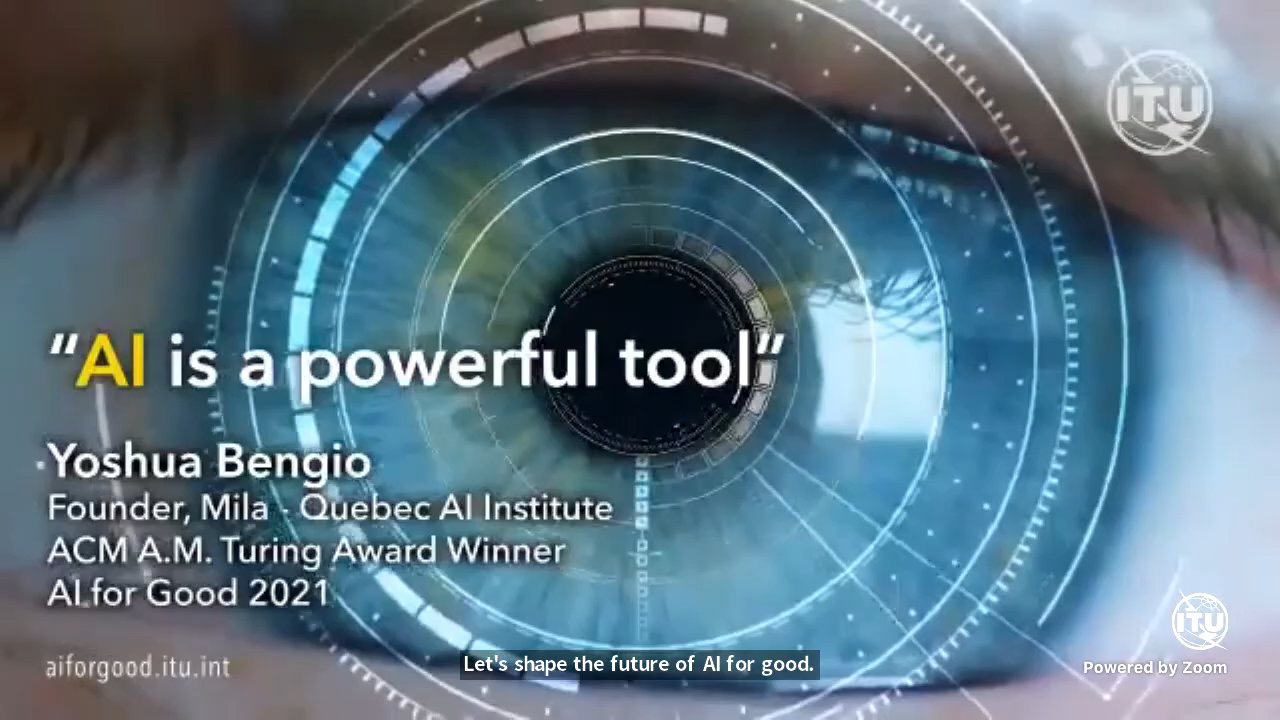 ITU
“AI is a powerful tool“
Yoshua Bengio
Founder, Mila - Quebec AI Institute
ACM A.M. Turing Award Winner
AI for Good 2021
ITU
aiforgood.itu.int
Let's shape the future of AI for good.
Powered by Zoom